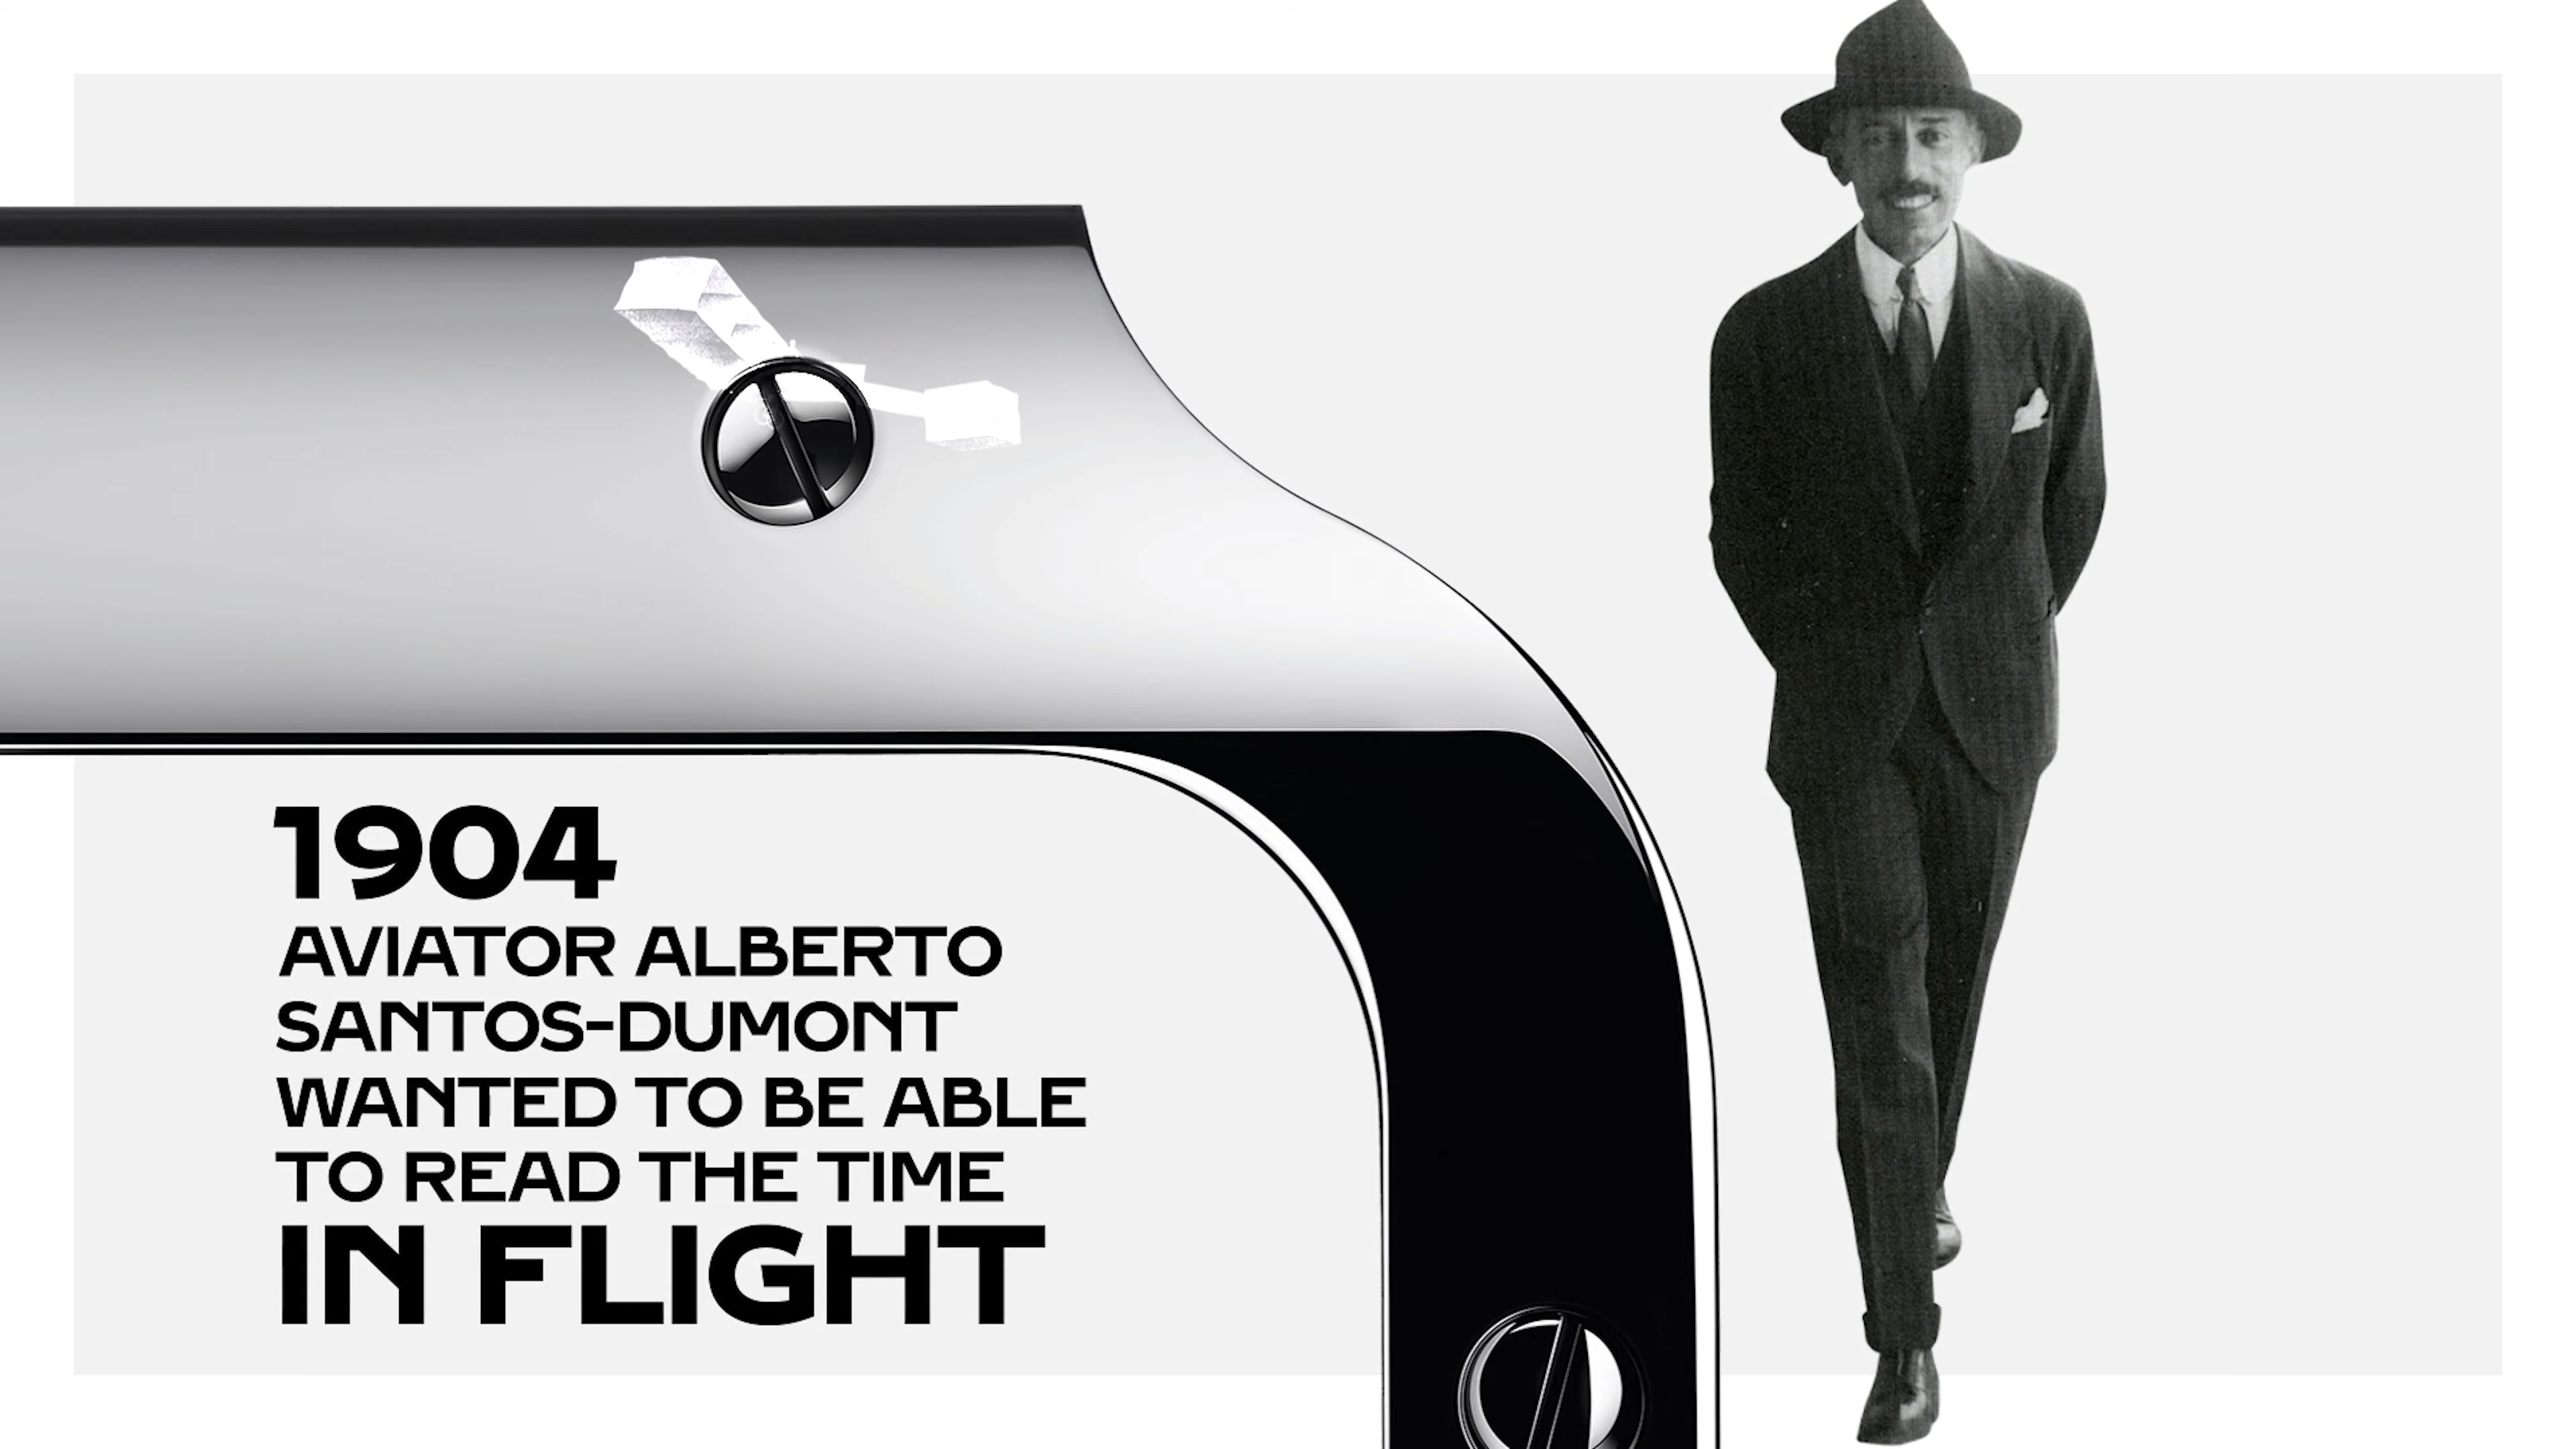 1904
AVIATOR ALBERTO
SANTOS-DUMONT
WANTED TO BE ABLE
TO READ THE TIME
IN FLIGHT